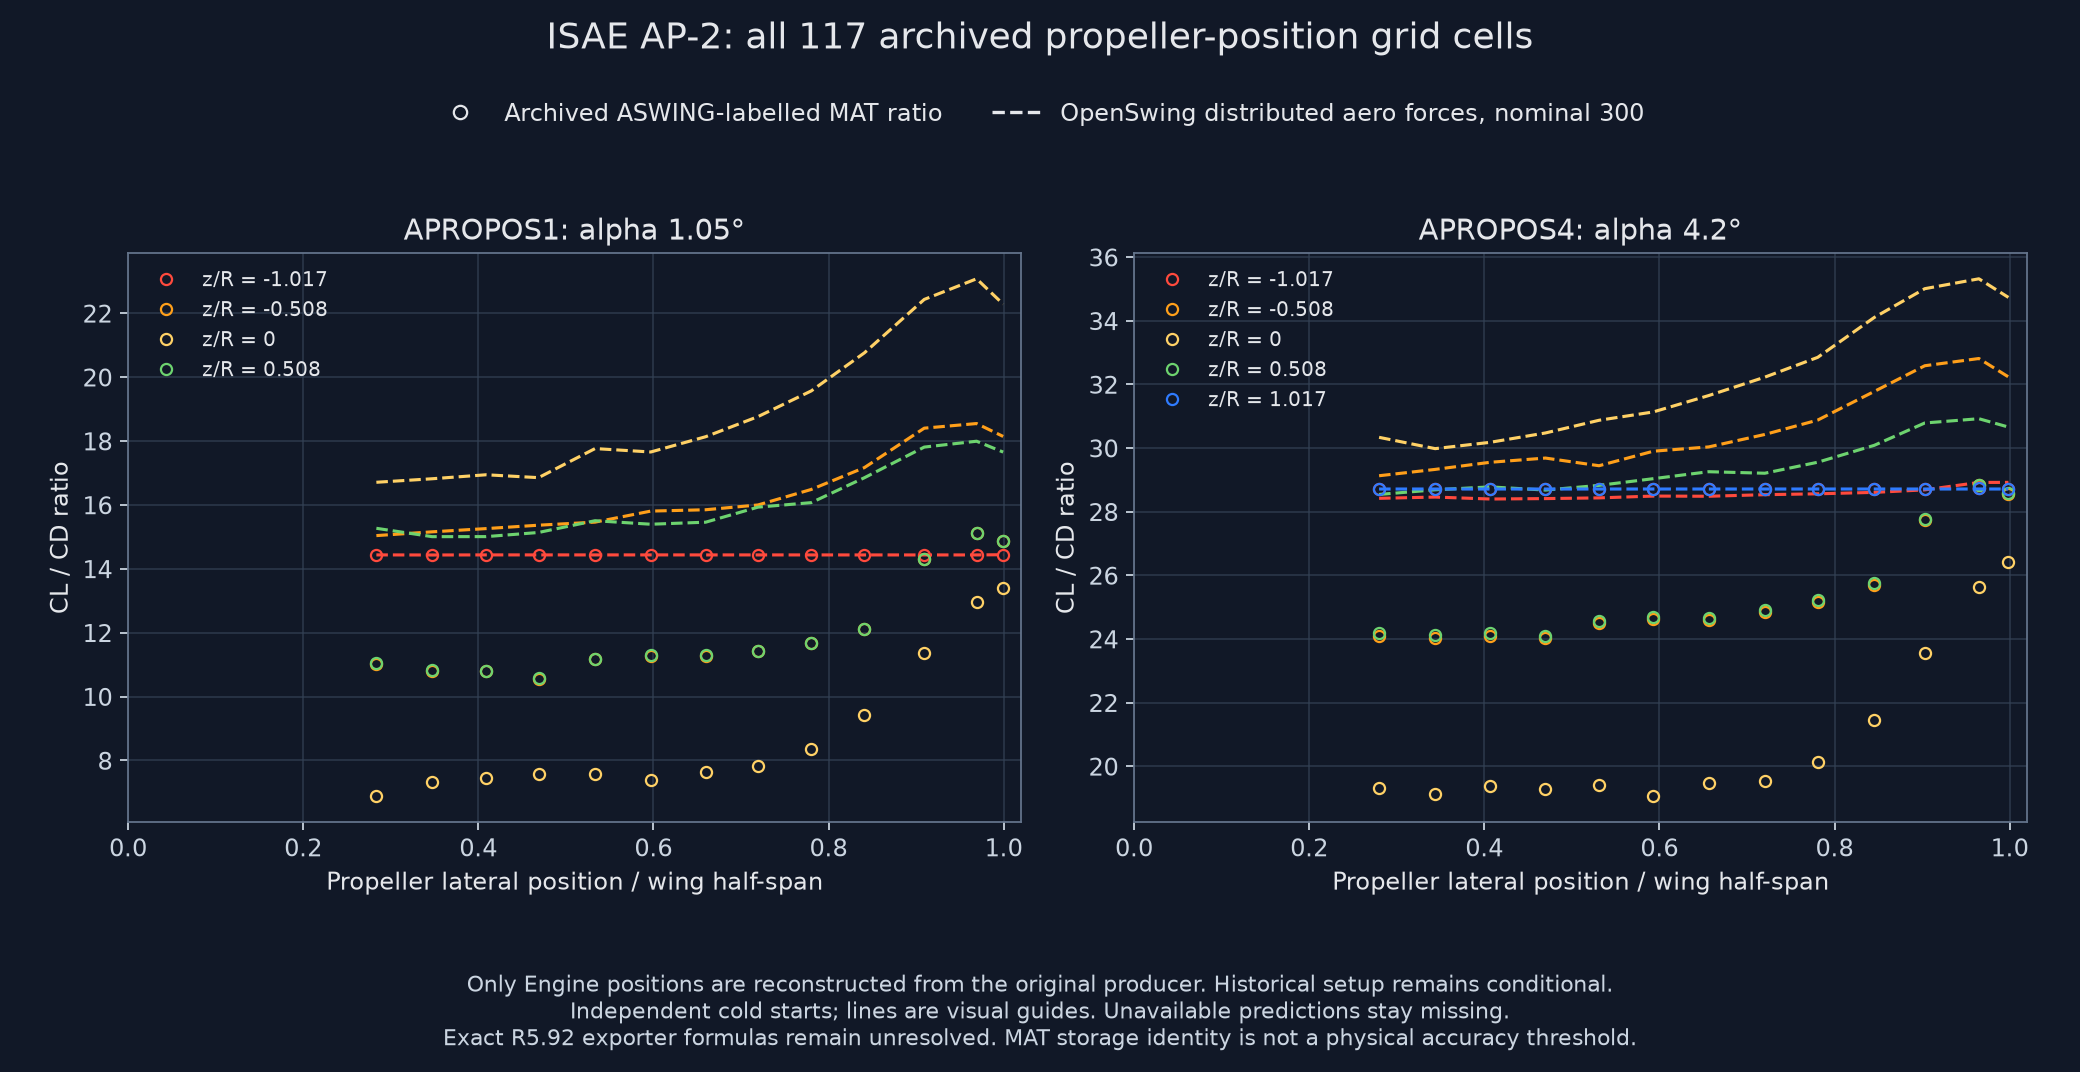 ISAE AP-2: all 117 archived propeller-position grid cells
Archived ASWING-labelled MAT ratio
OpenSwing distributed aero forces, nominal 300
APROPOS1: alpha 1.05°
z/R = -1.017
z/R = -0.508
z/R = 0
z/R = 0.508
22
20
18
16
14
12
10
8
CL / CD ratio
0.0 0.2 0.4 0.6 0.8 1.0
Propeller lateral position / wing half-span
APROPOS4: alpha 4.2°
z/R = -1.017
z/R = -0.508
z/R = 0
z/R = 0.508
z/R = 1.017
36
34
32
30
28
26
24
22
20
CL / CD ratio
0.0 0.2 0.4 0.6 0.8 1.0
Propeller lateral position / wing half-span
Only Engine positions are reconstructed from the original producer. Historical setup remains conditional.
Independent cold starts; lines are visual guides. Unavailable predictions stay missing.
Exact R5.92 exporter formulas remain unresolved. MAT storage identity is not a physical accuracy threshold.